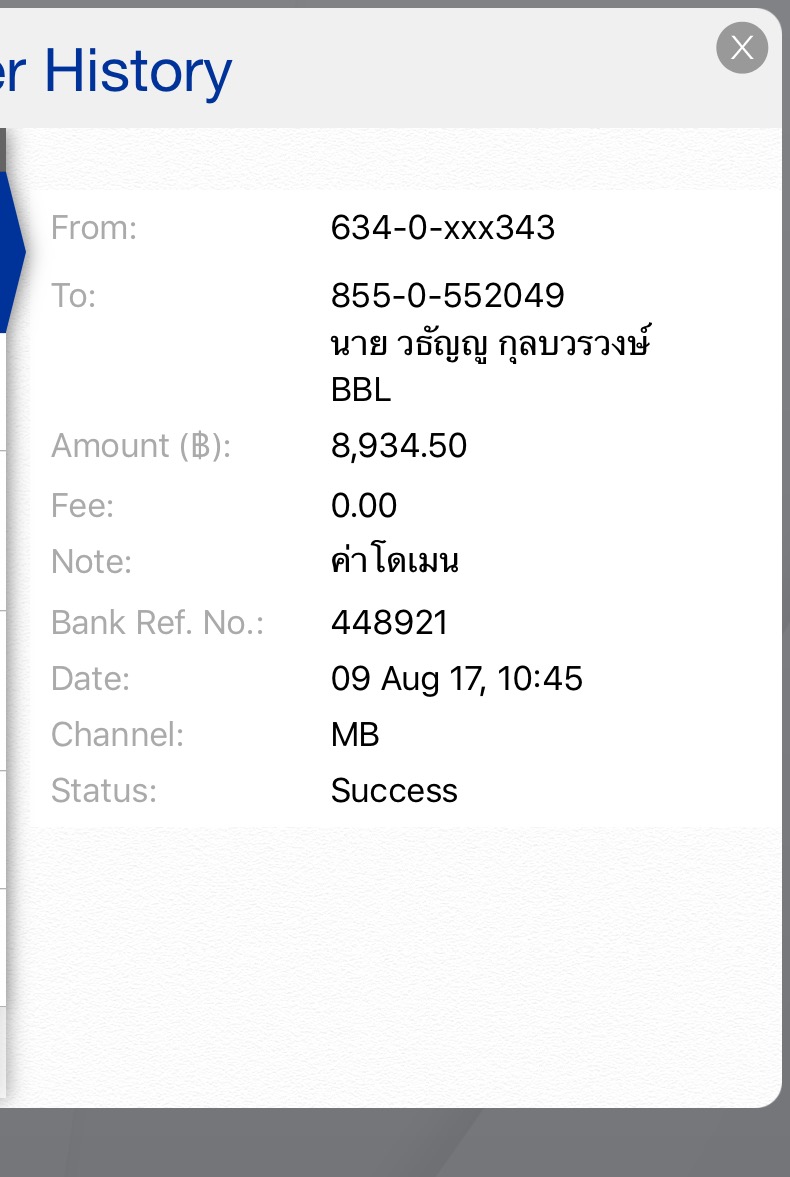 er History
X
From: 634-0-xxx343
To: 855-0-552049
นาย วธัญญู กุลบวรวงษ์
BBL
Amount (฿): 8,934.50
Fee: 0.00
Note: ค่าโดเมน
Bank Ref. No.: 448921
Date: 09 Aug 17, 10:45
Channel: MB
Status: Success